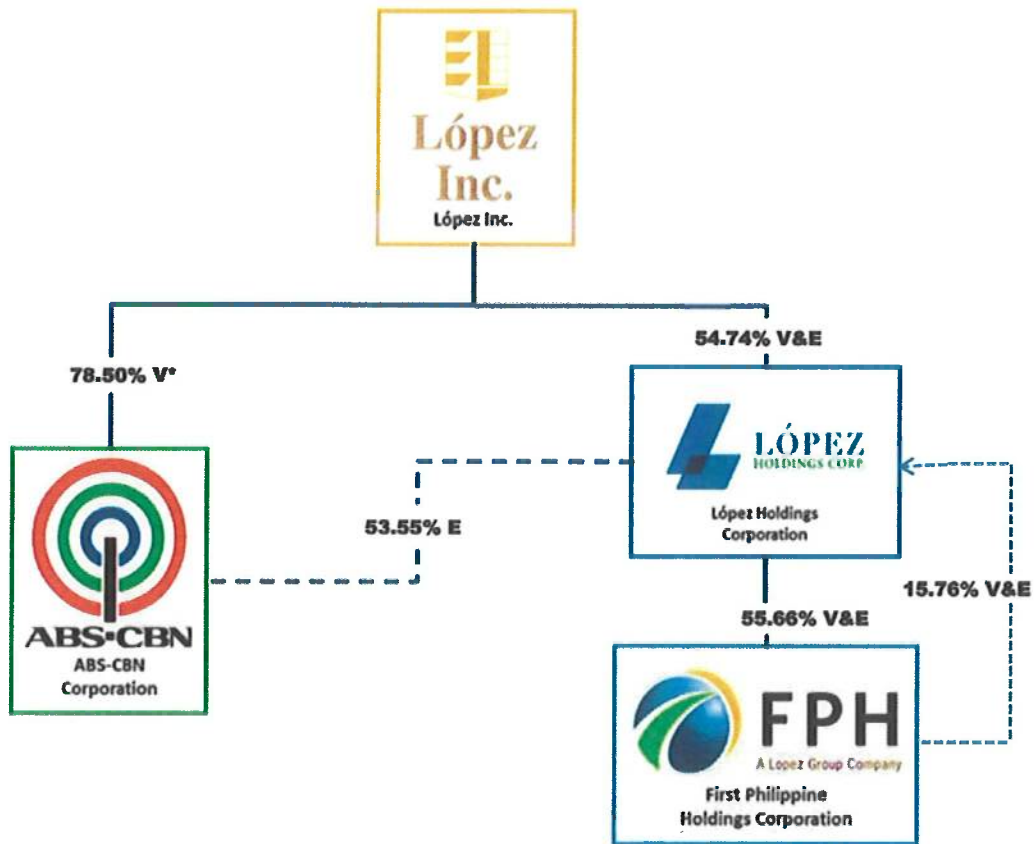 López
Inc.
López Inc.
54.74% V&E
78.50% V*
LÓPEZ
HOLDINGS CORP.
López Holdings
Corporation
53.55% E
15.76% V&E
55.66% V&E
ABS-CBN
ABS-CBN
Corporation
FPH
A Lopez Group Company
First Philippine
Holdings Corporation